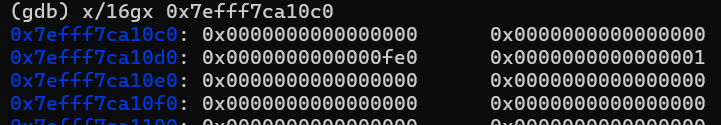 (gdb) x/16gx 0x7efff7ca10c0
0x7efff7ca10c0: 0x0000000000000000 0x0000000000000000
0x7efff7ca10d0: 0x0000000000000fe0 0x0000000000000001
0x7efff7ca10e0: 0x0000000000000000 0x0000000000000000
0x7efff7ca10f0: 0x0000000000000000 0x0000000000000000